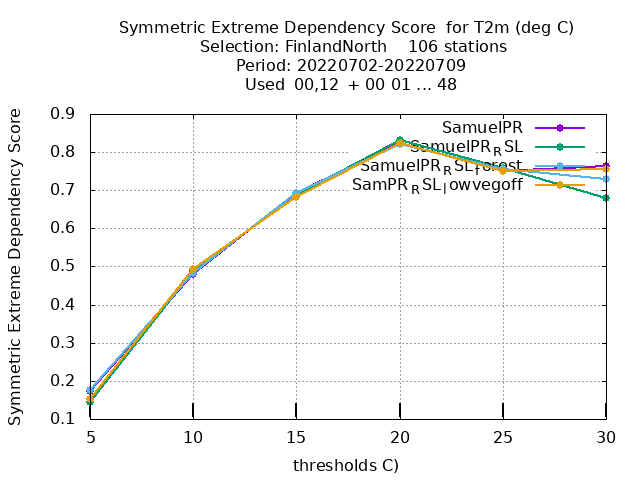 Symmetric Extreme Dependency Score for T2m (deg C)
Selection: FinlandNorth 106 stations
Period: 20220702-20220709
Used 00,12 + 00 01 ... 48
Symmetric Extreme Dependency Score
0.9
0.8
0.7
0.6
0.5
0.4
0.3
0.2
0.1
SamuelPR
SamuelPR_RSL
SamuelPR_RSL_forest
SamPR_RSL_lowvegoff
5 10 15 20 25 30
thresholds C)